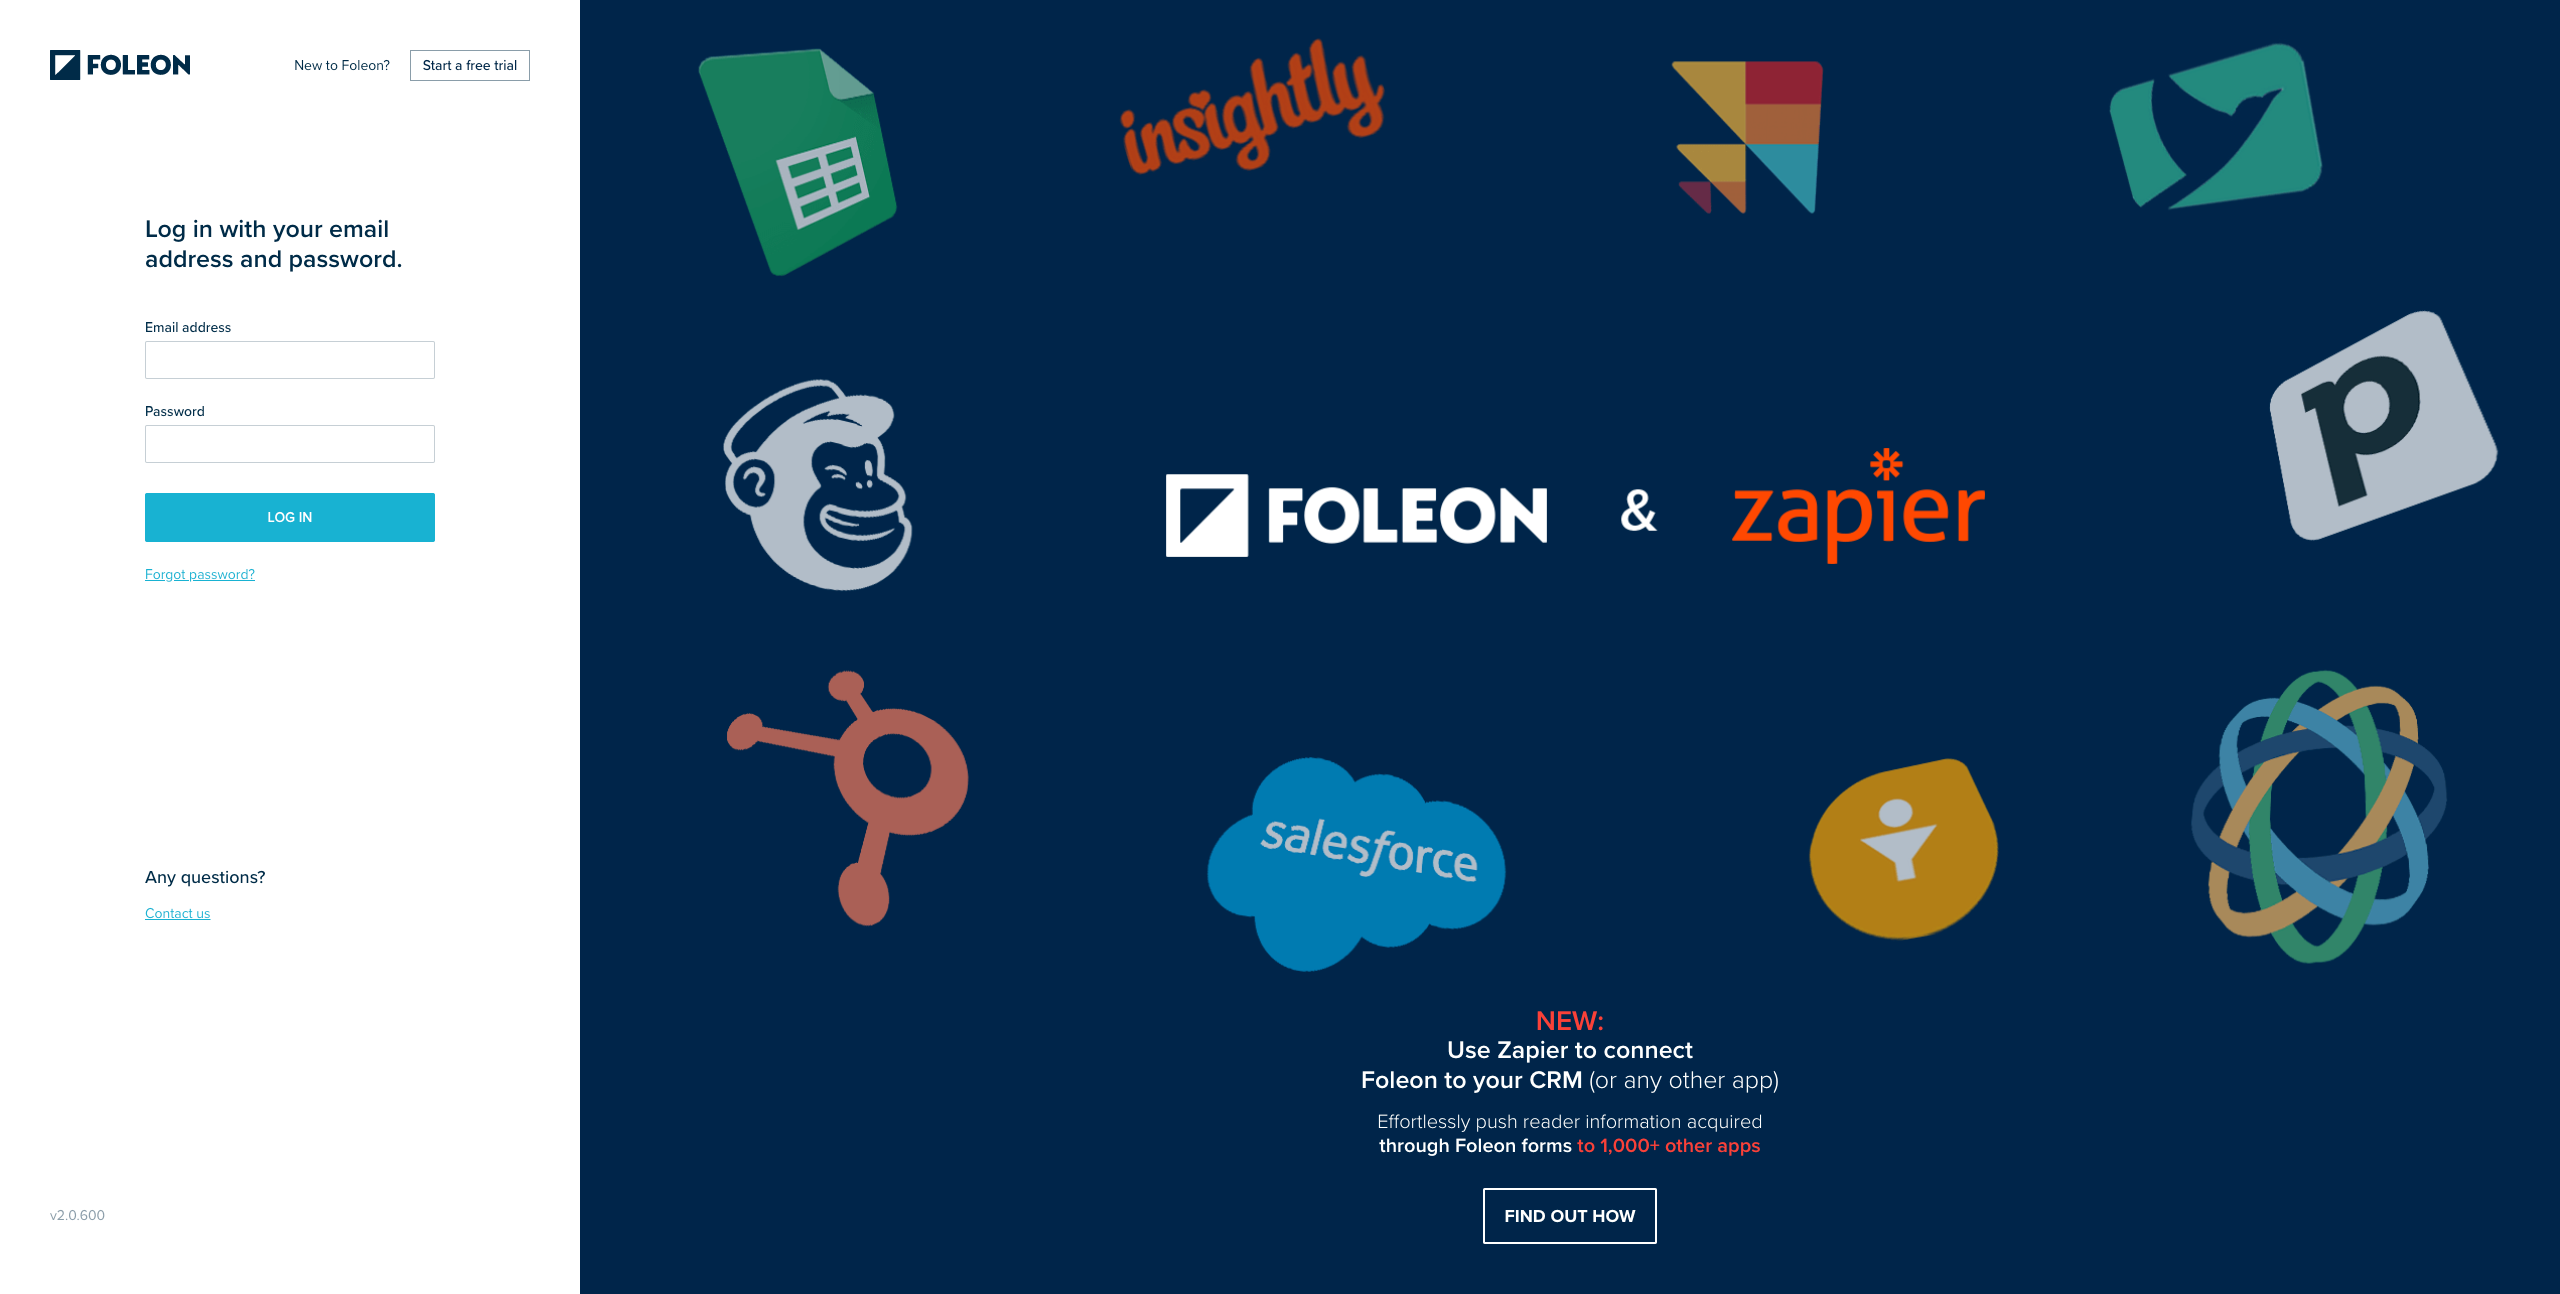 FOLEON
New to Foleon?
Start a free trial
Log in with your email
address and password.
Email address
Password
LOG IN
Forgot password?
Any questions?
Contact us
v2.0.600
insightly
p
FOLEON & zapier
salesforce
NEW:
Use Zapier to connect
Foleon to your CRM (or any other app)
Effortlessly push reader information acquired
through Foleon forms to 1,000+ other apps
FIND OUT HOW